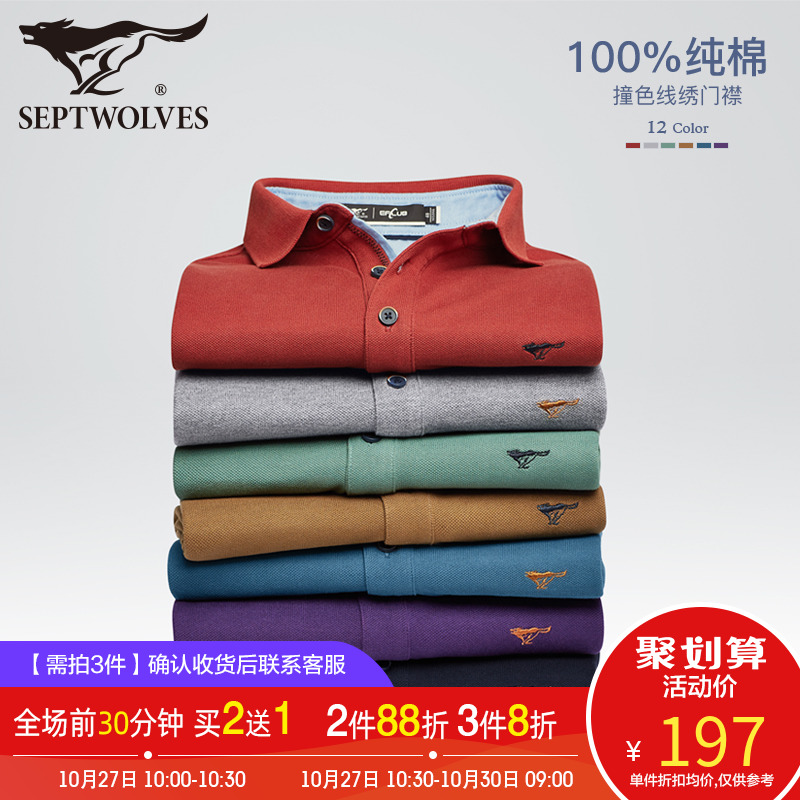 SEPTWOLVES®
100%纯棉
撞色线绣门襟
12 Color
【需拍3件】确认收货后联系客服
全场前30分钟 买2送1
2件88折 3件8折
10月27日 10:00-10:30
10月27日 10:30-10月30日 09:00
聚划算
活动价
¥ 197
单件折扣均价,仅供参考